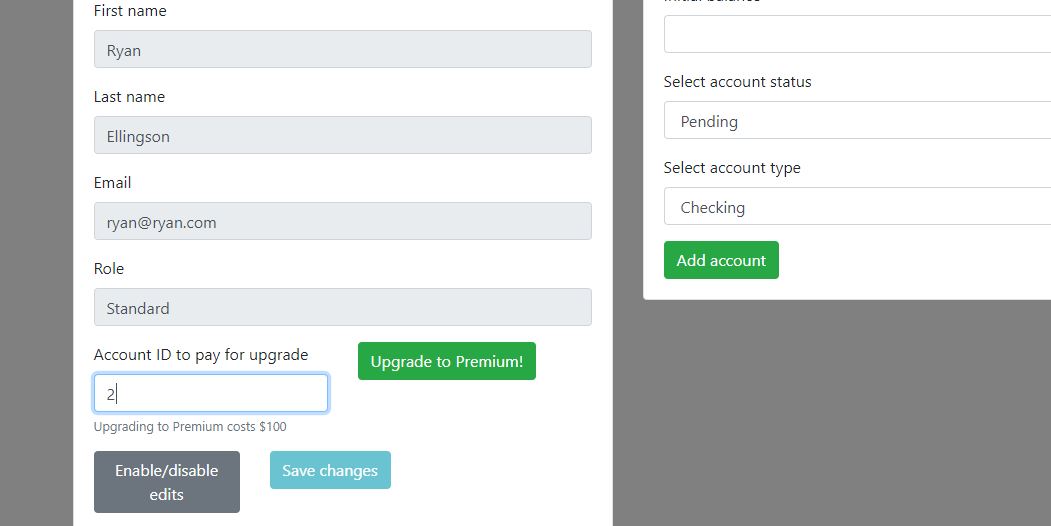 First name
Ryan
Last name
Ellingson
Email
ryan@ryan.com
Role
Standard
Account ID to pay for upgrade
Upgrade to Premium!
2
Upgrading to Premium costs $100
Enable/disable
edits
Save changes
Select account status
Pending
Select account type
Checking
Add account